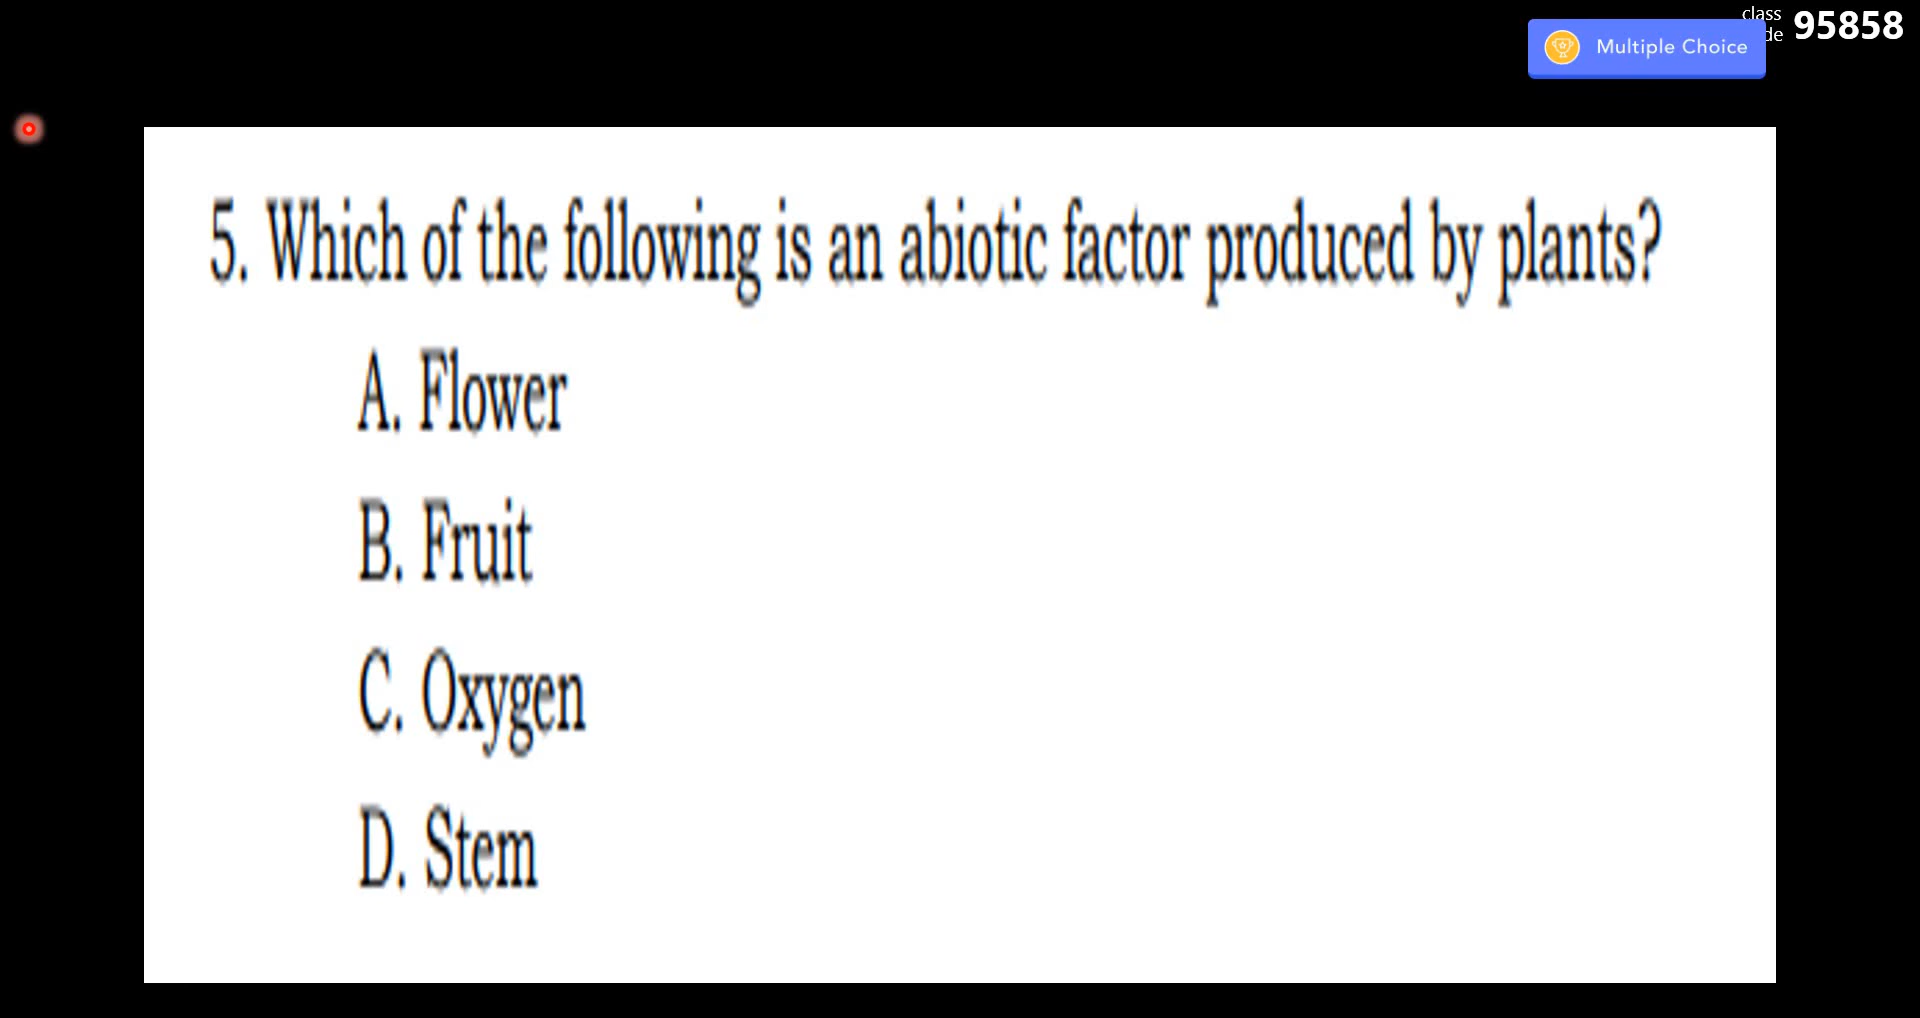 class
95858
Multiple Choice
5. Which of the following is an abiotic factor produced by plants?
A. Flower
B. Fruit
C. Oxygen
D. Stem